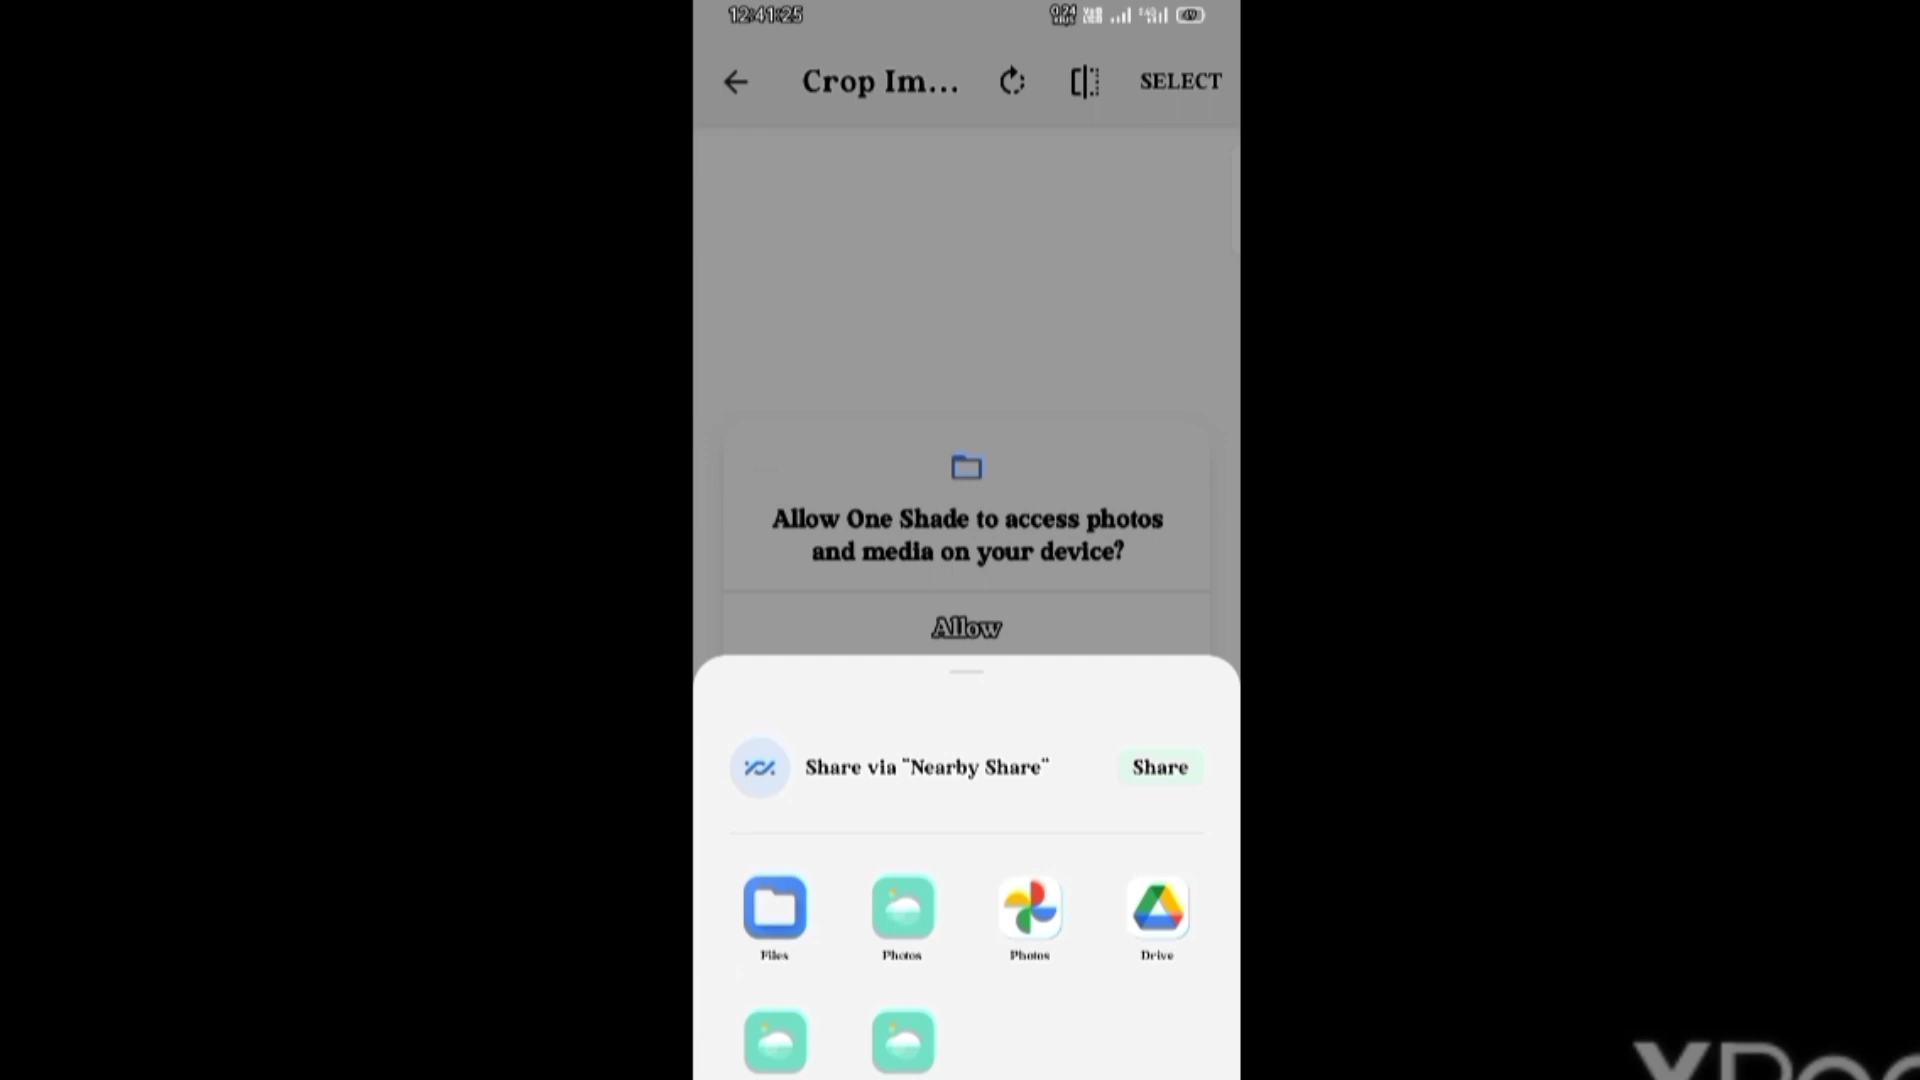 12:41:25
Crop Im...
SELECT
Allow One Shade to access photos
and media on your device?
Allow
Share via "Nearby Share"
Share
Files
Photos
Photos
Drive